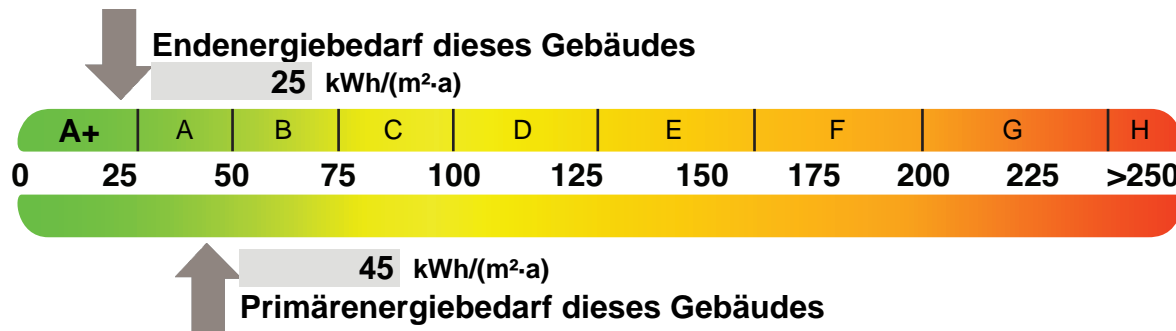 Endenergiebedarf dieses Gebäudes
25 kWh/(m²·a)
A+ A B C D E F G H
0 25 50 75 100 125 150 175 200 225 >250
45 kWh/(m²·a)
Primärenergiebedarf dieses Gebäudes